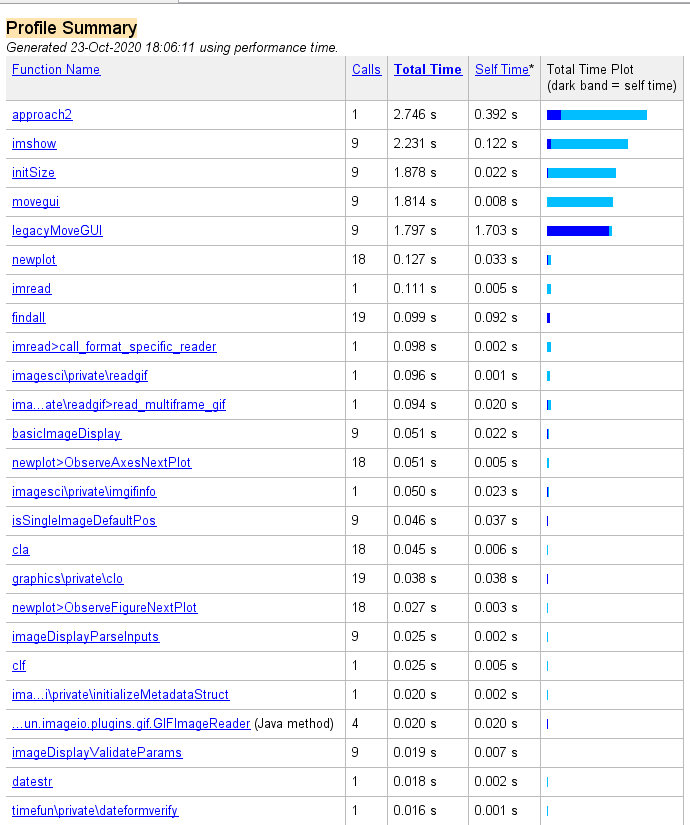 Profile Summary
Generated 23-Oct-2020 18:06:11 using performance time.
Function Name Calls Total Time Self Time* Total Time Plot
(dark band = self time)
approach2 1 2.746 s 0.392 s
imshow 9 2.231 s 0.122 s
initSize 9 1.878 s 0.022 s
movegui 9 1.814 s 0.008 s
legacyMoveGUI 9 1.797 s 1.703 s
newplot 18 0.127 s 0.033 s
imread 1 0.111 s 0.005 s
findall 19 0.099 s 0.092 s
imread>call_format_specific_reader 1 0.098 s 0.002 s
imagesci\private\readgif 1 0.096 s 0.001 s
ima...ate\readgif>read_multiframe_gif 1 0.094 s 0.020 s
basicImageDisplay 9 0.051 s 0.022 s
newplot>ObserveAxesNextPlot 18 0.051 s 0.005 s
imagesci\private\imgifinfo 1 0.050 s 0.023 s
isSingleImageDefaultPos 9 0.046 s 0.037 s
cla 18 0.045 s 0.006 s
graphics\private\clo 19 0.038 s 0.038 s
newplot>ObserveFigureNextPlot 18 0.027 s 0.003 s
imageDisplayParseInputs 9 0.025 s 0.002 s
clf 1 0.025 s 0.005 s
ima...i\private\initializeMetadataStruct 1 0.020 s 0.002 s
...un.imageio.plugins.gif.GIFImageReader (Java method) 4 0.020 s 0.020 s
imageDisplayValidateParams 9 0.019 s 0.007 s
datestr 1 0.018 s 0.002 s
timefun\private\dateformverify 1 0.016 s 0.001 s